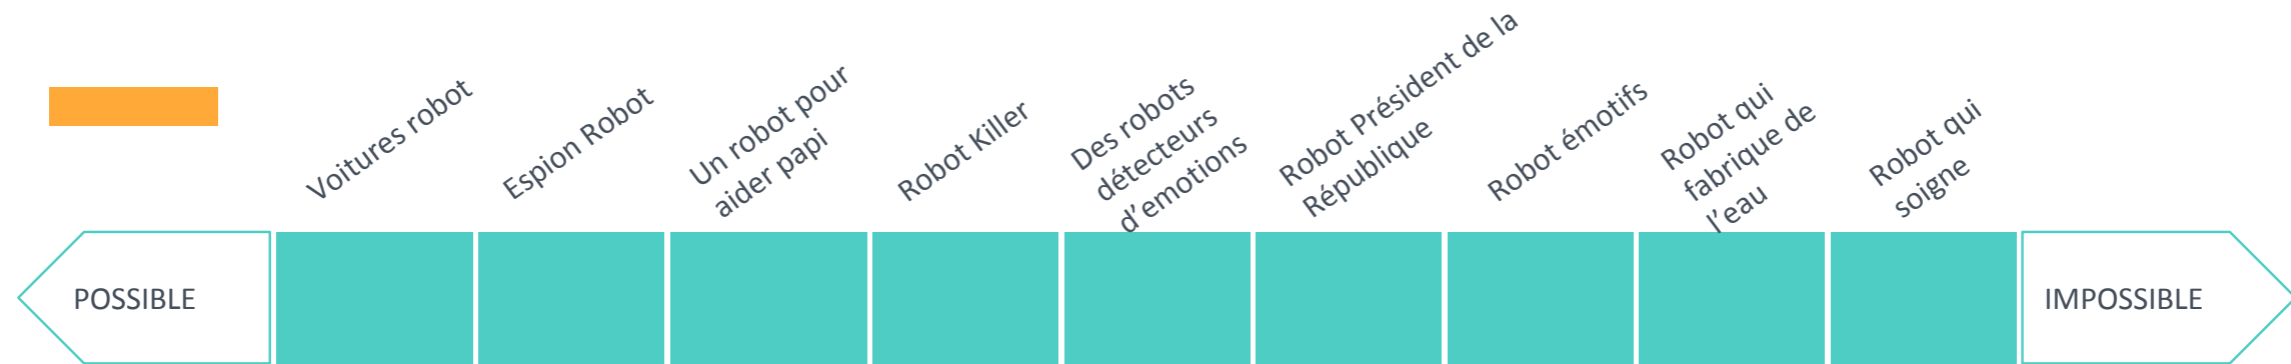 Voitures robot
Espion Robot
Un robot pour
aider papi
Robot Killer
Des robots
détecteurs
d’emotions
Robot Président de la
République
Robot émotifs
Robot qui
fabrique de
l’eau
Robot qui
soigne
POSSIBLE
IMPOSSIBLE